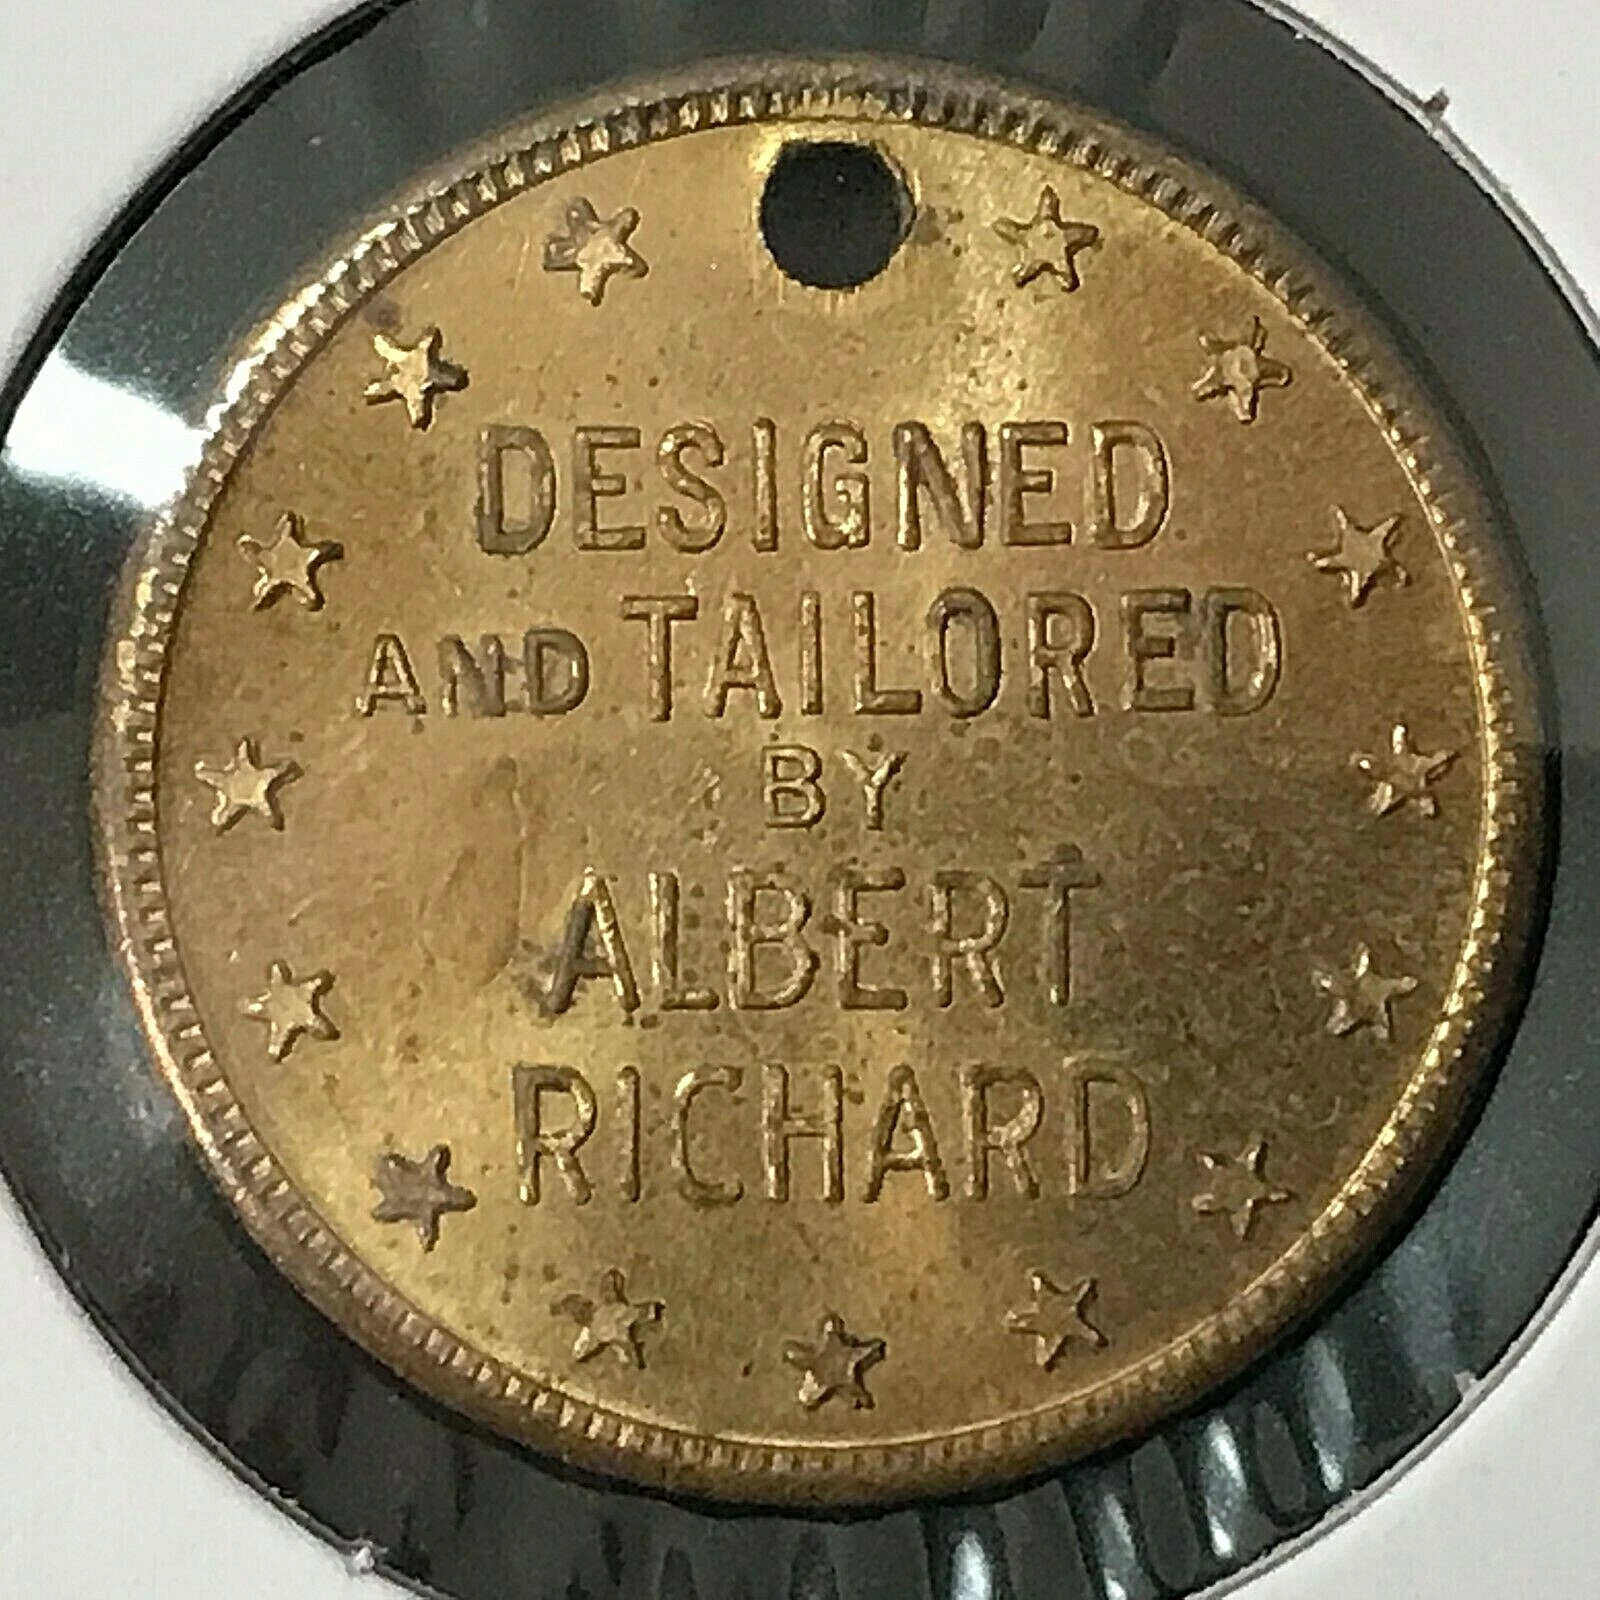 DESIGNED
AND TAILORED
BY
ALBERT
RICHARD